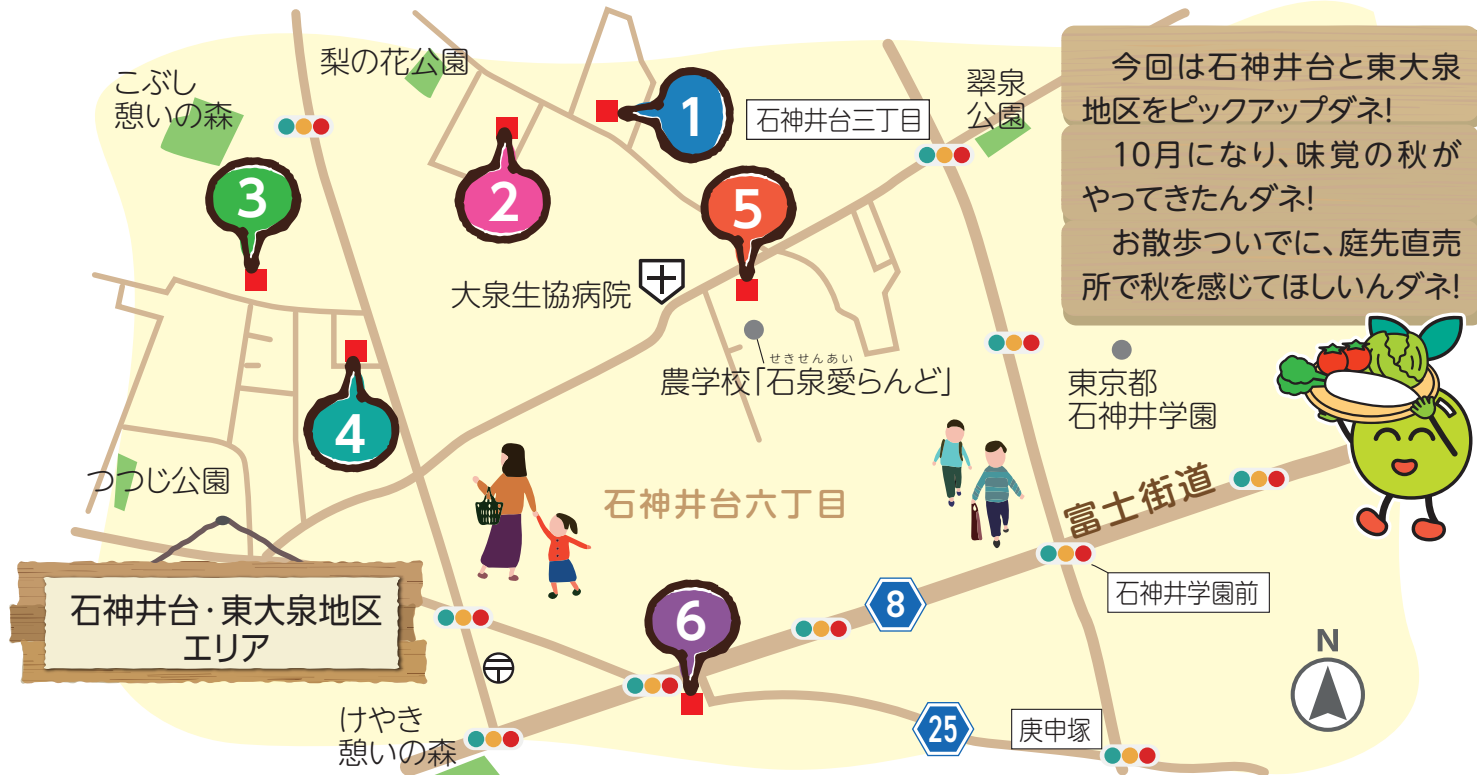 こぶし
憩いの森
梨の花公園
1
石神井台三丁目
翠泉
公園
今回は石神井台と東大泉
地区をピックアップダネ!
10月になり、味覚の秋が
やってきたんダネ!
お散歩ついでに、庭先直売
所で秋を感じてほしいんダネ!
3
2
5
大泉生協病院
せきせんあい
農学校「石泉愛らんど」
東京都
石神井学園
4
つつじ公園
石神井台六丁目
富士街道
石神井台・東大泉地区
エリア
6
8
石神井学園前
N
けやき
憩いの森
25
庚申塚